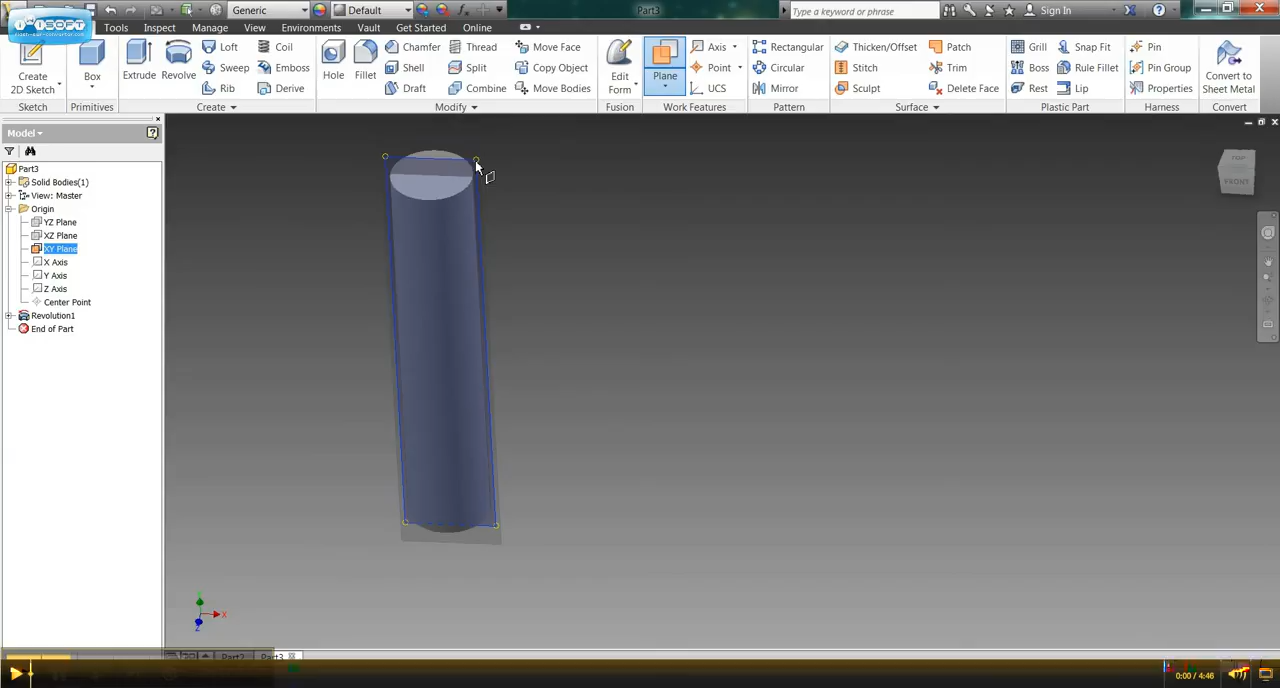 Generic
Default
Part3
Type a keyword or phrase
Sign In
iWISOFT
Tools Inspect Manage View Environments Vault Get Started Online
Create
2D Sketch
Sketch
Box
Primitives
Extrude
Revolve
Loft
Sweep
Rib
Coil
Emboss
Derive
Create
Hole
Fillet
Chamfer
Shell
Draft
Thread
Split
Combine
Move Face
Copy Object
Move Bodies
Modify
Edit
Form
Fusion
Plane
Axis
Point
UCS
Work Features
Rectangular
Circular
Mirror
Pattern
Thicken/Offset
Stitch
Sculpt
Patch
Trim
Delete Face
Surface
Grill
Boss
Rest
Snap Fit
Rule Fillet
Lip
Plastic Part
Pin
Pin Group
Properties
Harness
Convert to
Sheet Metal
Convert
Model
Part3
Solid Bodies(1)
View: Master
Origin
YZ Plane
XZ Plane
XY Plane
X Axis
Y Axis
Z Axis
Center Point
Revolution1
End of Part
TOP
FRONT
Y
X
Z
Part2
Part3
0:00 / 4:46